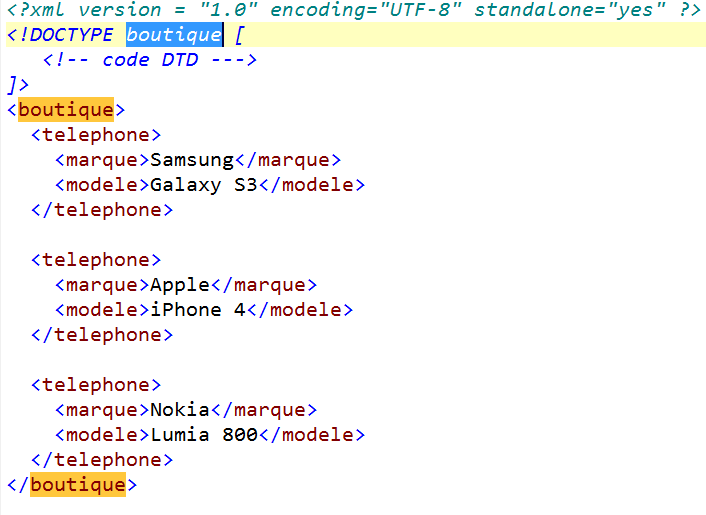 <?xml version = "1.0" encoding="UTF-8" standalone="yes" ?>
<!DOCTYPE boutique [
<!-- code DTD --->
]>
<boutique>
<telephone>
<marque>Samsung</marque>
<modele>Galaxy S3</modele>
</telephone>
<telephone>
<marque>Apple</marque>
<modele>iPhone 4</modele>
</telephone>
<telephone>
<marque>Nokia</marque>
<modele>Lumia 800</modele>
</telephone>
</boutique>